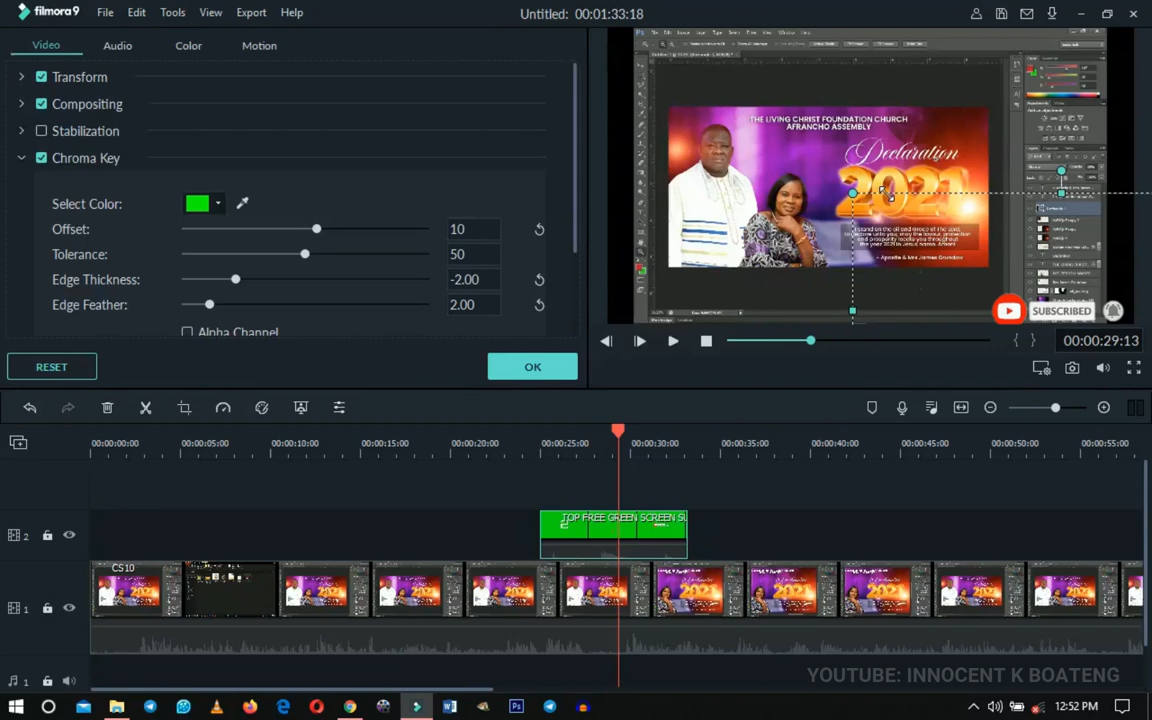 filmora9
File
Edit
Tools
View
Export
Help
Untitled: 00:01:33:18
Video
Audio
Color
Motion
Transform
Compositing
Stabilization
Chroma Key
Select Color:
Offset:
10
Tolerance:
50
Edge Thickness:
-2.00
Edge Feather:
2.00
Alpha Channel
RESET
OK
THE LIVING CHRIST FOUNDATION CHURCH
AFRANCHO ASSEMBLY
Declaration
2021
SUBSCRIBED
00:00:29:13
00:00:00:00
00:00:05:00
00:00:10:00
00:00:15:00
00:00:20:00
00:00:25:00
00:00:30:00
00:00:35:00
00:00:40:00
00:00:45:00
00:00:50:00
00:00:55:00
2
TOP FREE GREEN SCREEN SU
CS10
1
1
YOUTUBE: INNOCENT K BOATENG
12:52 PM